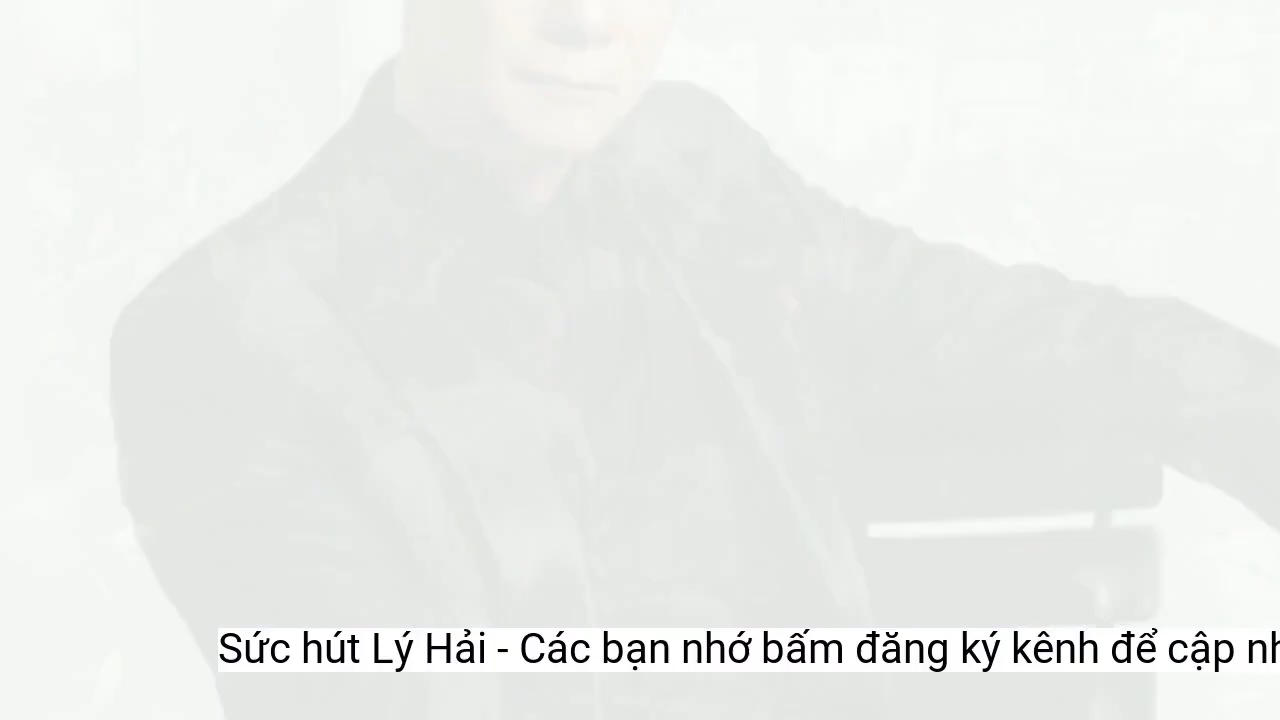 Sức hút Lý Hải - Các bạn nhớ bấm đăng ký kênh để cập